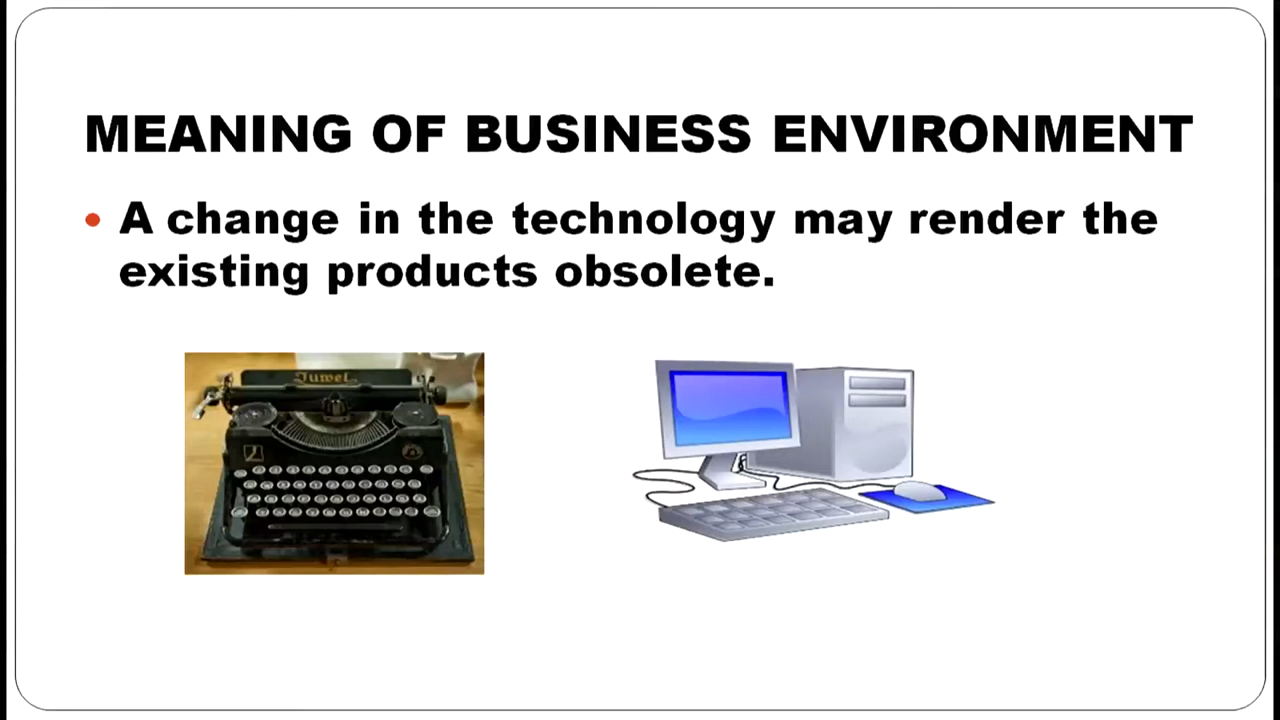 MEANING OF BUSINESS ENVIRONMENT
A change in the technology may render the
existing products obsolete.
Juwel